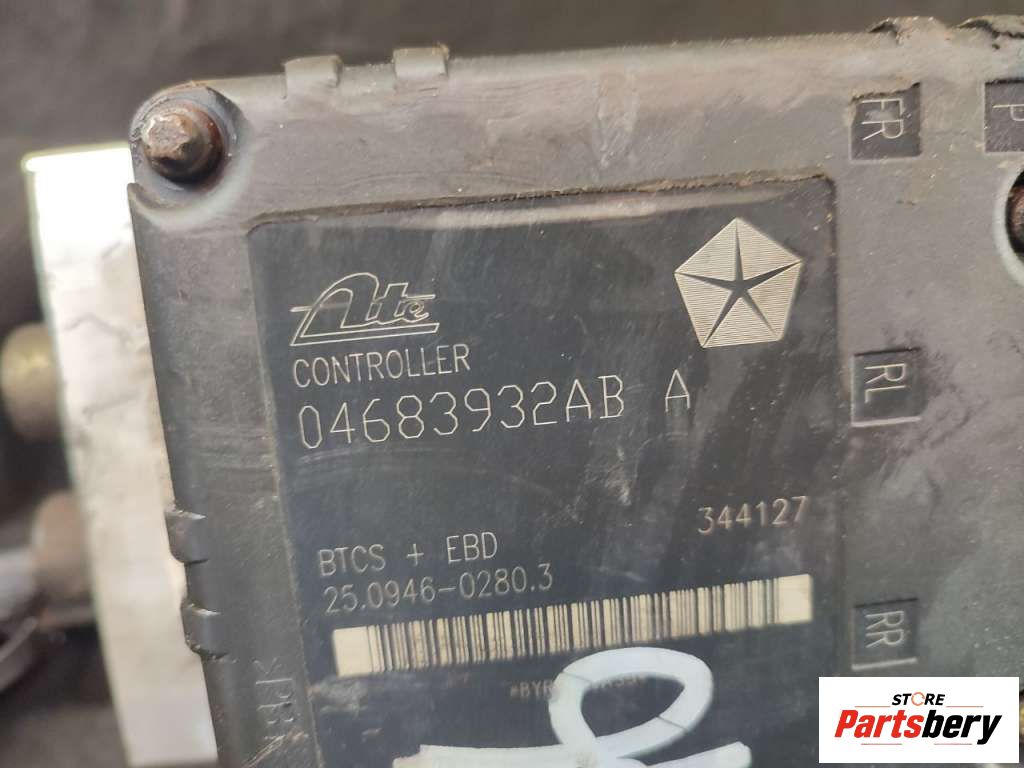 FR
P
Ate
CONTROLLER
04683932AB A
RL
344127
BTCS + EBD
25.0946-0280.3
RR
STORE
Partsbery